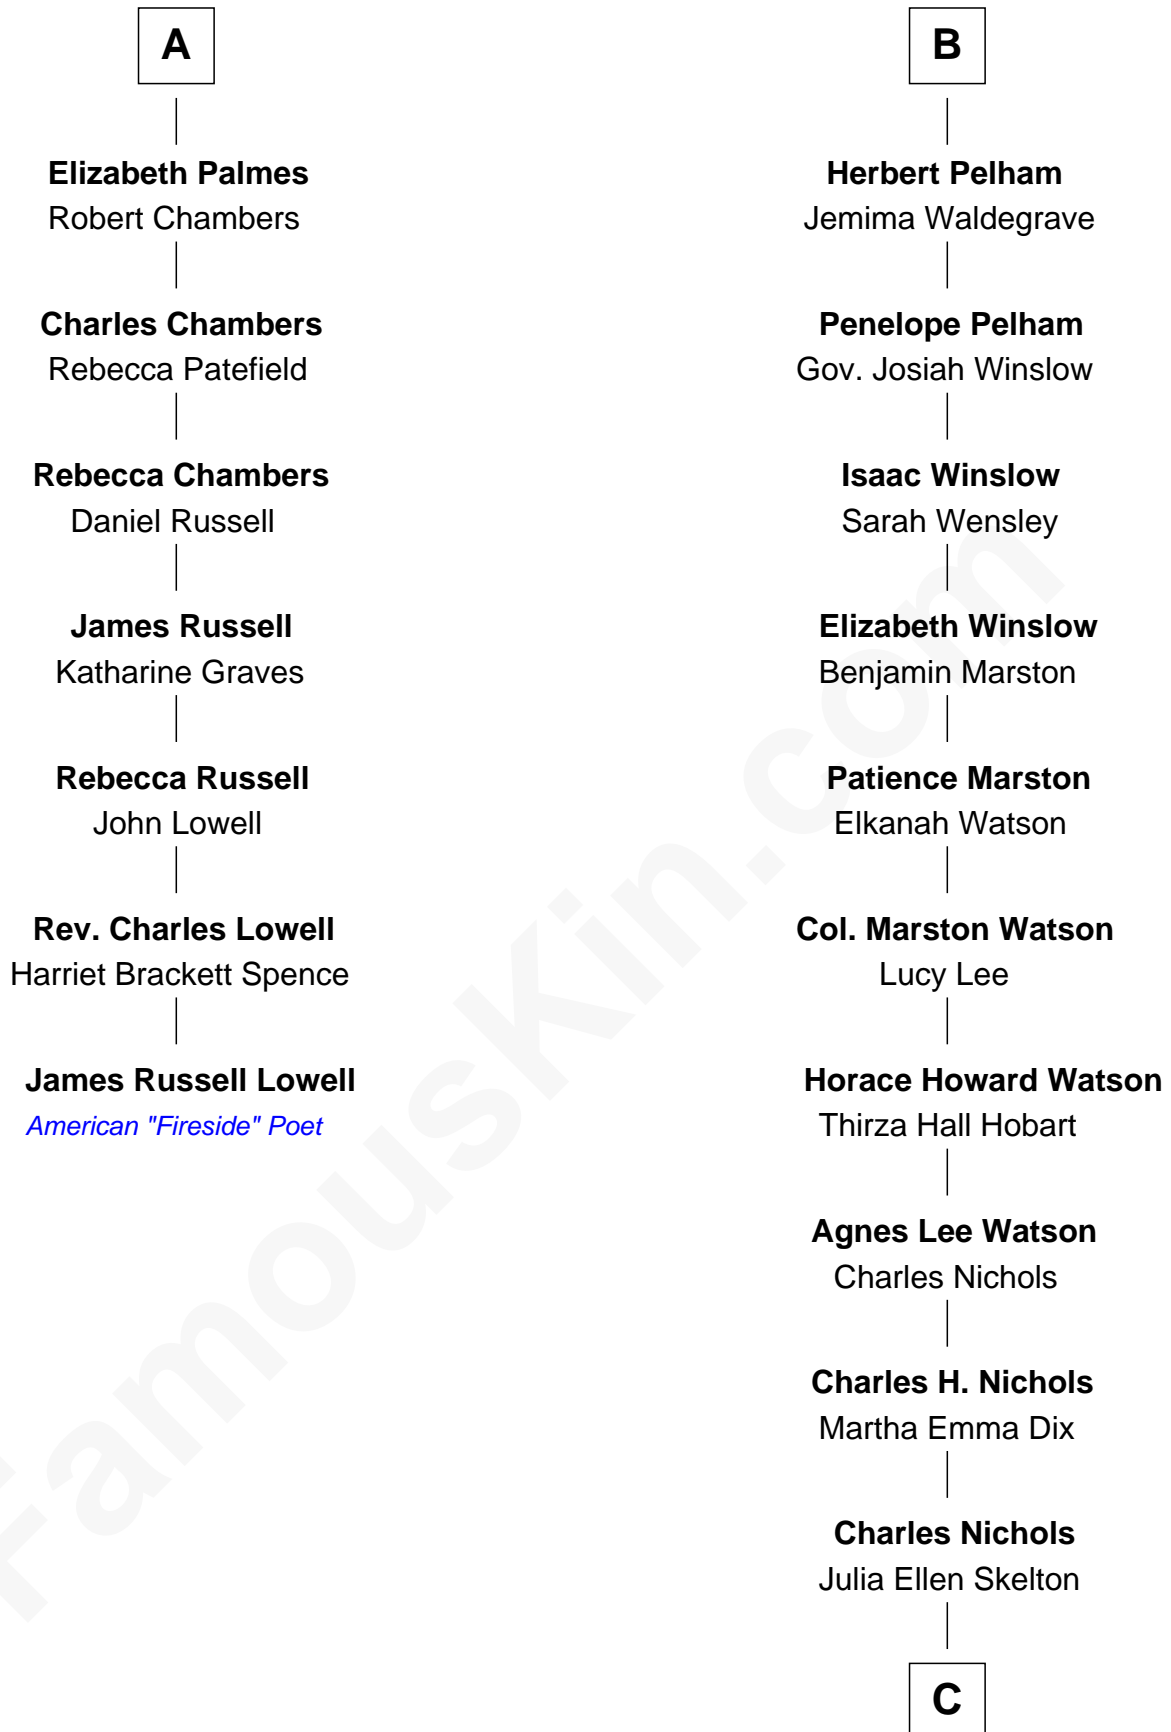 A
Elizabeth Palmes
Robert Chambers
Charles Chambers
Rebecca Patefield
Rebecca Chambers
Daniel Russell
James Russell
Katharine Graves
Rebecca Russell
John Lowell
Rev. Charles Lowell
Harriet Brackett Spence
James Russell Lowell
American "Fireside" Poet
B
Herbert Pelham
Jemima Waldegrave
Penelope Pelham
Gov. Josiah Winslow
Isaac Winslow
Sarah Wensley
Elizabeth Winslow
Benjamin Marston
Patience Marston
Elkanah Watson
Col. Marston Watson
Lucy Lee
Horace Howard Watson
Thirza Hall Hobart
Agnes Lee Watson
Charles Nichols
Charles H. Nichols
Martha Emma Dix
Charles Nichols
Julia Ellen Skelton
C
FamousKin.com